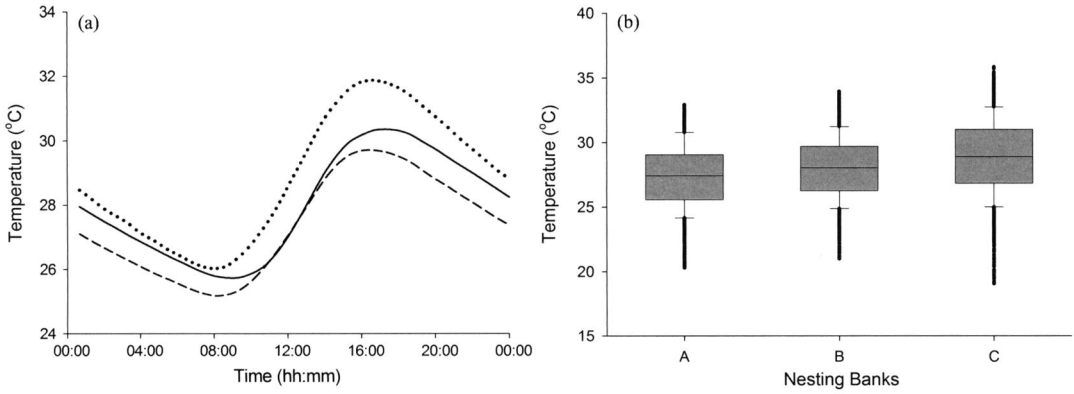 (a)
34
32
30
28
26
24
Temperature (°C)
00:00 04:00 08:00 12:00 16:00 20:00 00:00
Time (hh:mm)
(b)
40
35
30
25
20
15
Temperature (°C)
A B C
Nesting Banks